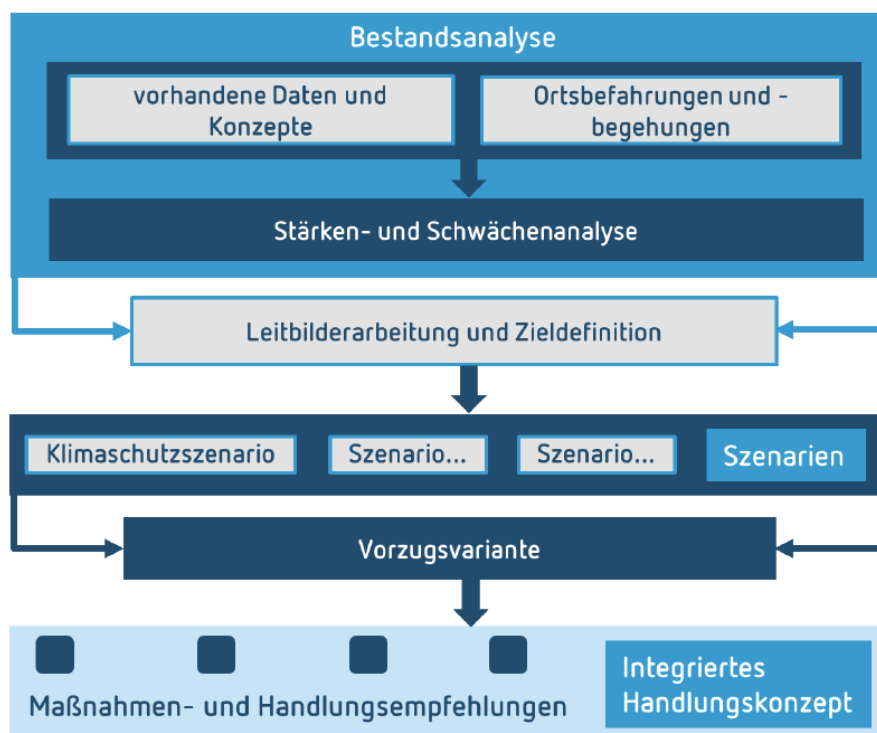 Bestandsanalyse
vorhandene Daten und
Konzepte
Ortsbefahrungen und -
begehungen
Stärken- und Schwächenanalyse
Leitbilderarbeitung und Zieldefinition
Klimaschutzszenario
Szenario...
Szenario...
Szenarien
Vorzugsvariante
Maßnahmen- und Handlungsempfehlungen
Integriertes
Handlungskonzept